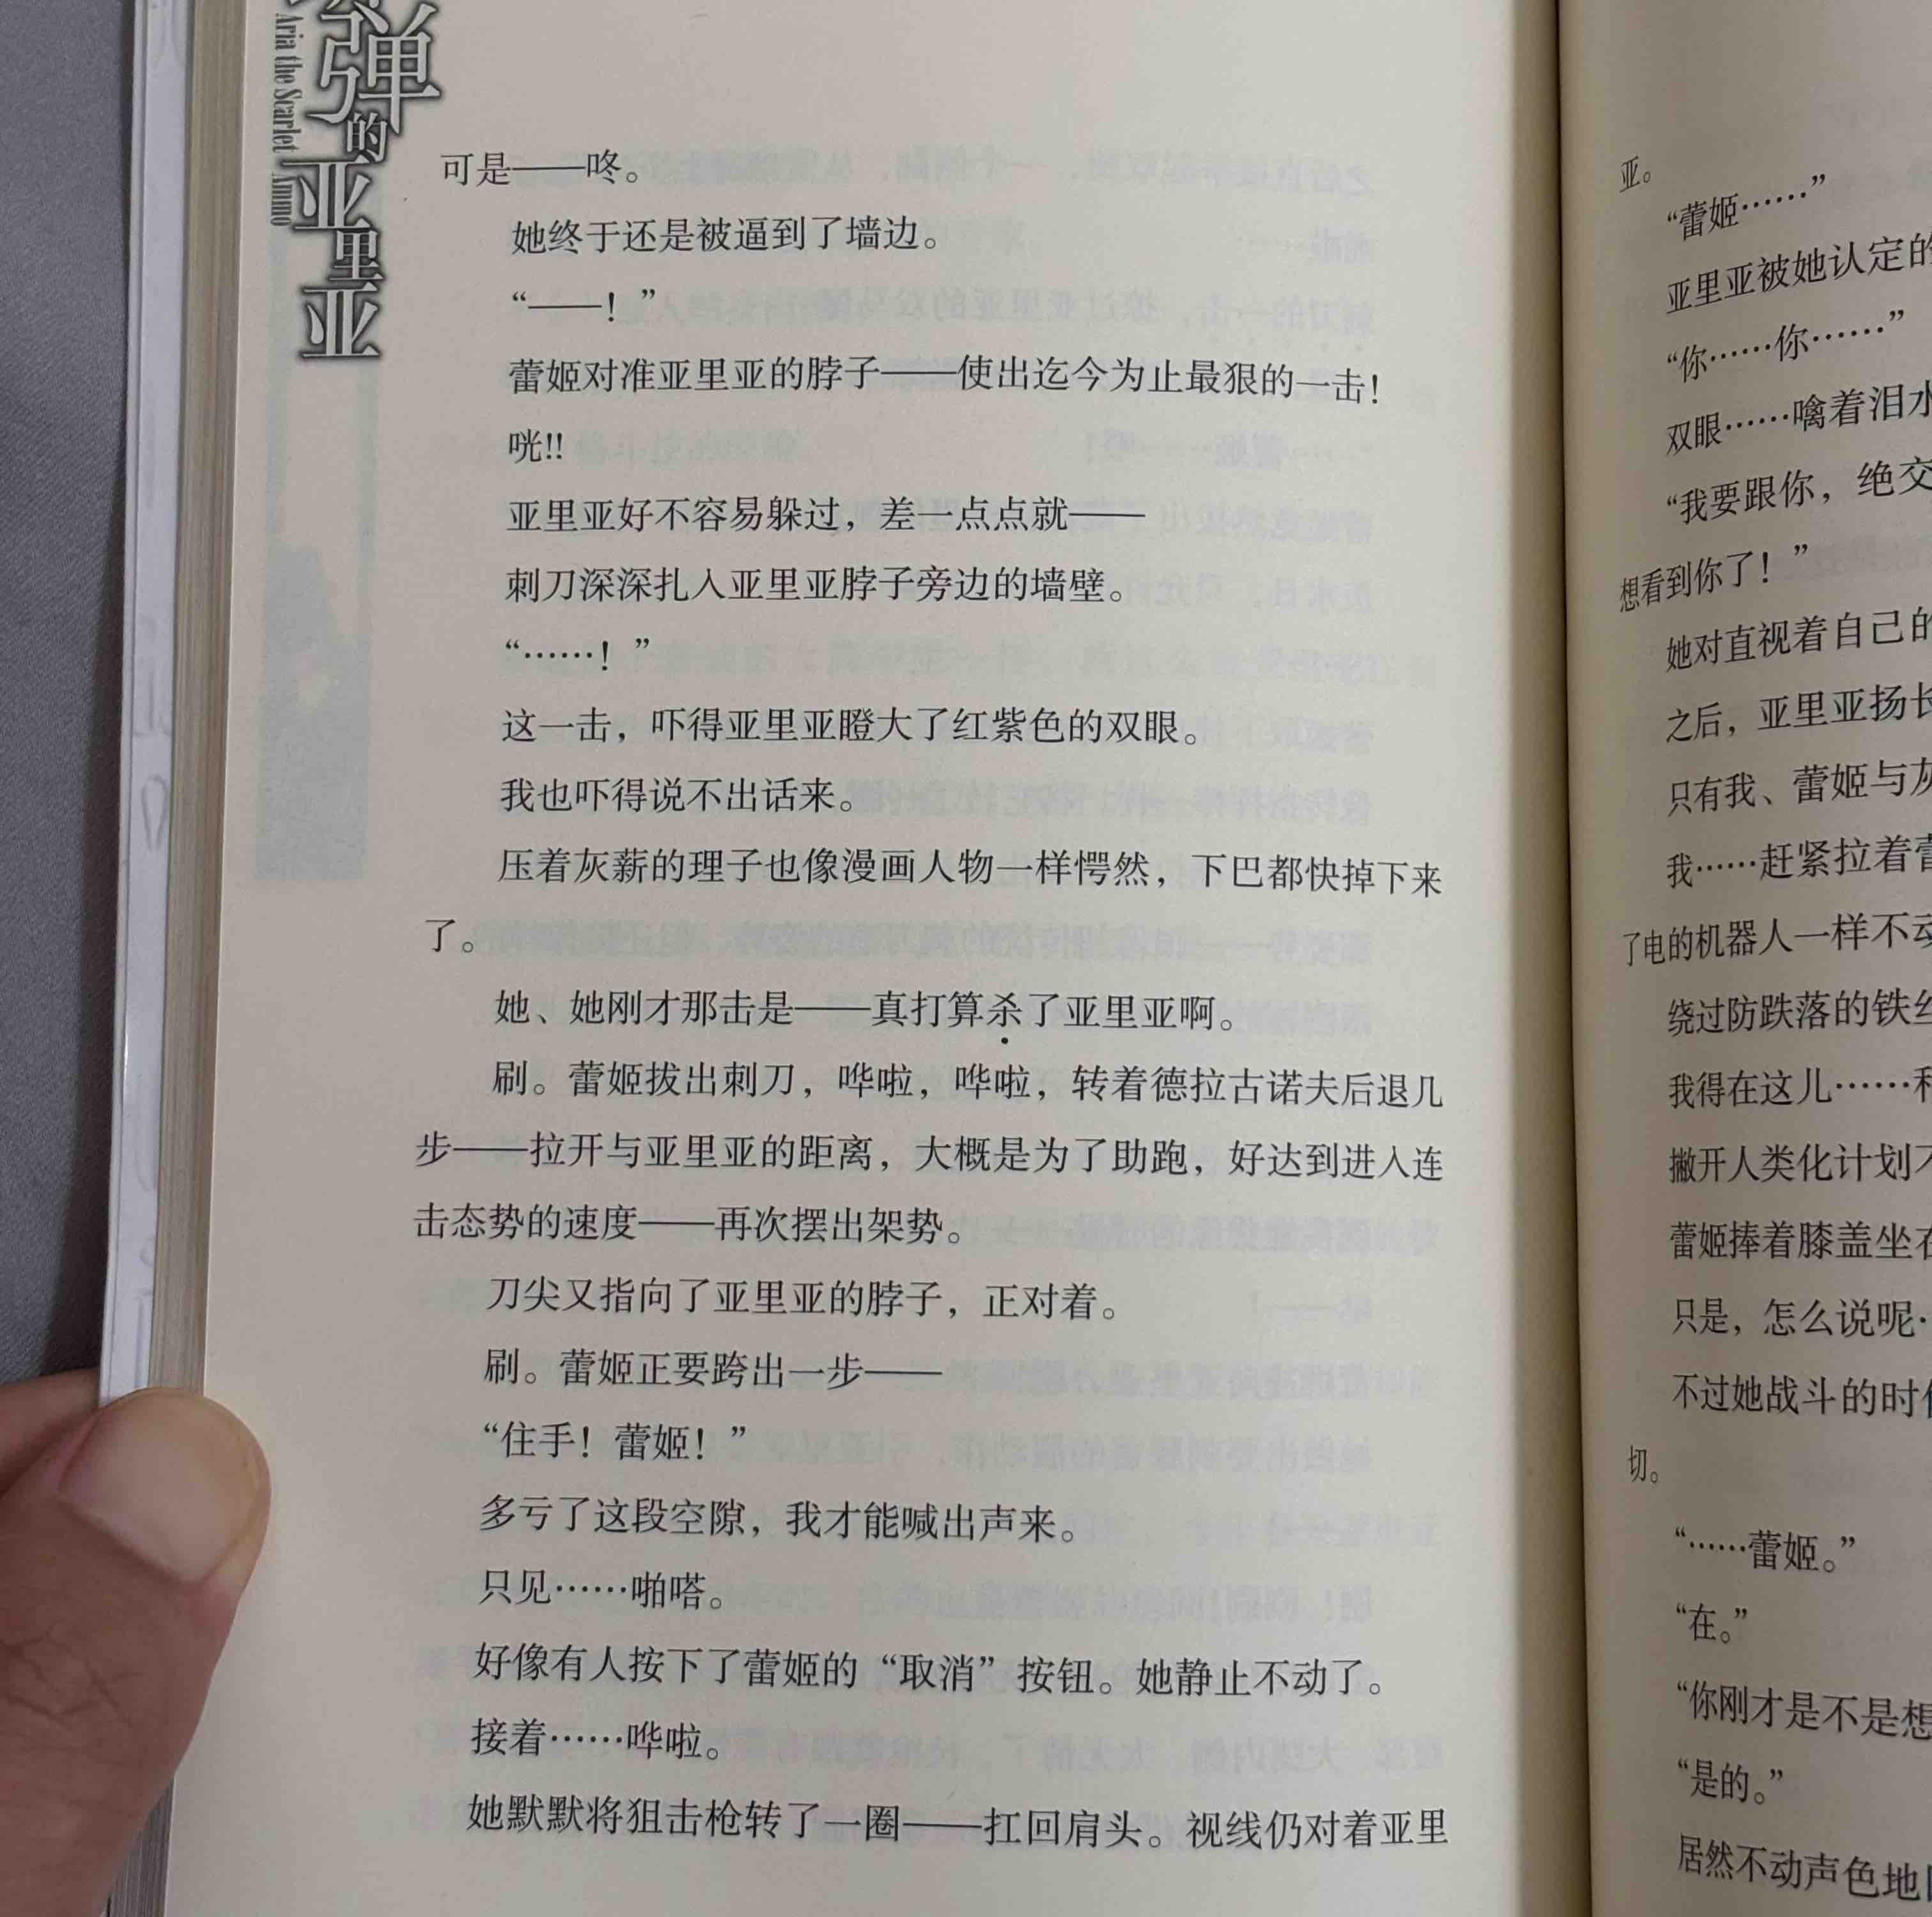 弹的亚里亚
Aria the Scarlet Ammo
可是——咚。
她终于还是被逼到了墙边。
“——！”
蕾姬对准亚里亚的脖子——使出迄今为止最狠的一击！
咣!!
亚里亚好不容易躲过，差一点点就——
刺刀深深扎入亚里亚脖子旁边的墙壁。
“……！”
这一击，吓得亚里亚瞪大了红紫色的双眼。
我也吓得说不出话来。
压着灰薪的理子也像漫画人物一样愕然，下巴都快掉下来
了。
她、她刚才那击是——真打算杀了亚里亚啊。
刷。蕾姬拔出刺刀，哗啦，哗啦，转着德拉古诺夫后退几
步——拉开与亚里亚的距离，大概是为了助跑，好达到进入连
击态势的速度——再次摆出架势。
刀尖又指向了亚里亚的脖子，正对着。
刷。蕾姬正要跨出一步——
“住手！蕾姬！”
多亏了这段空隙，我才能喊出声来。
只见……啪嗒。
好像有人按下了蕾姬的“取消”按钮。她静止不动了。
接着……哗啦。
她默默将狙击枪转了一圈——扛回肩头。视线仍对着亚里
亚。
“蕾姬……”
亚里亚被她认定的
“你……你……”
双眼……噙着泪水
“我要跟你，绝交
想看到你了！”
她对直视着自己的
之后，亚里亚扬长
只有我、蕾姬与灰
我……赶紧拉着蕾
了电的机器人一样不动
绕过防跌落的铁丝
我得在这儿……和
撇开人类化计划不
蕾姬捧着膝盖坐在
只是，怎么说呢…
不过她战斗的时候
切。
“……蕾姬。”
“在。”
“你刚才是不是想
“是的。”
居然不动声色地回